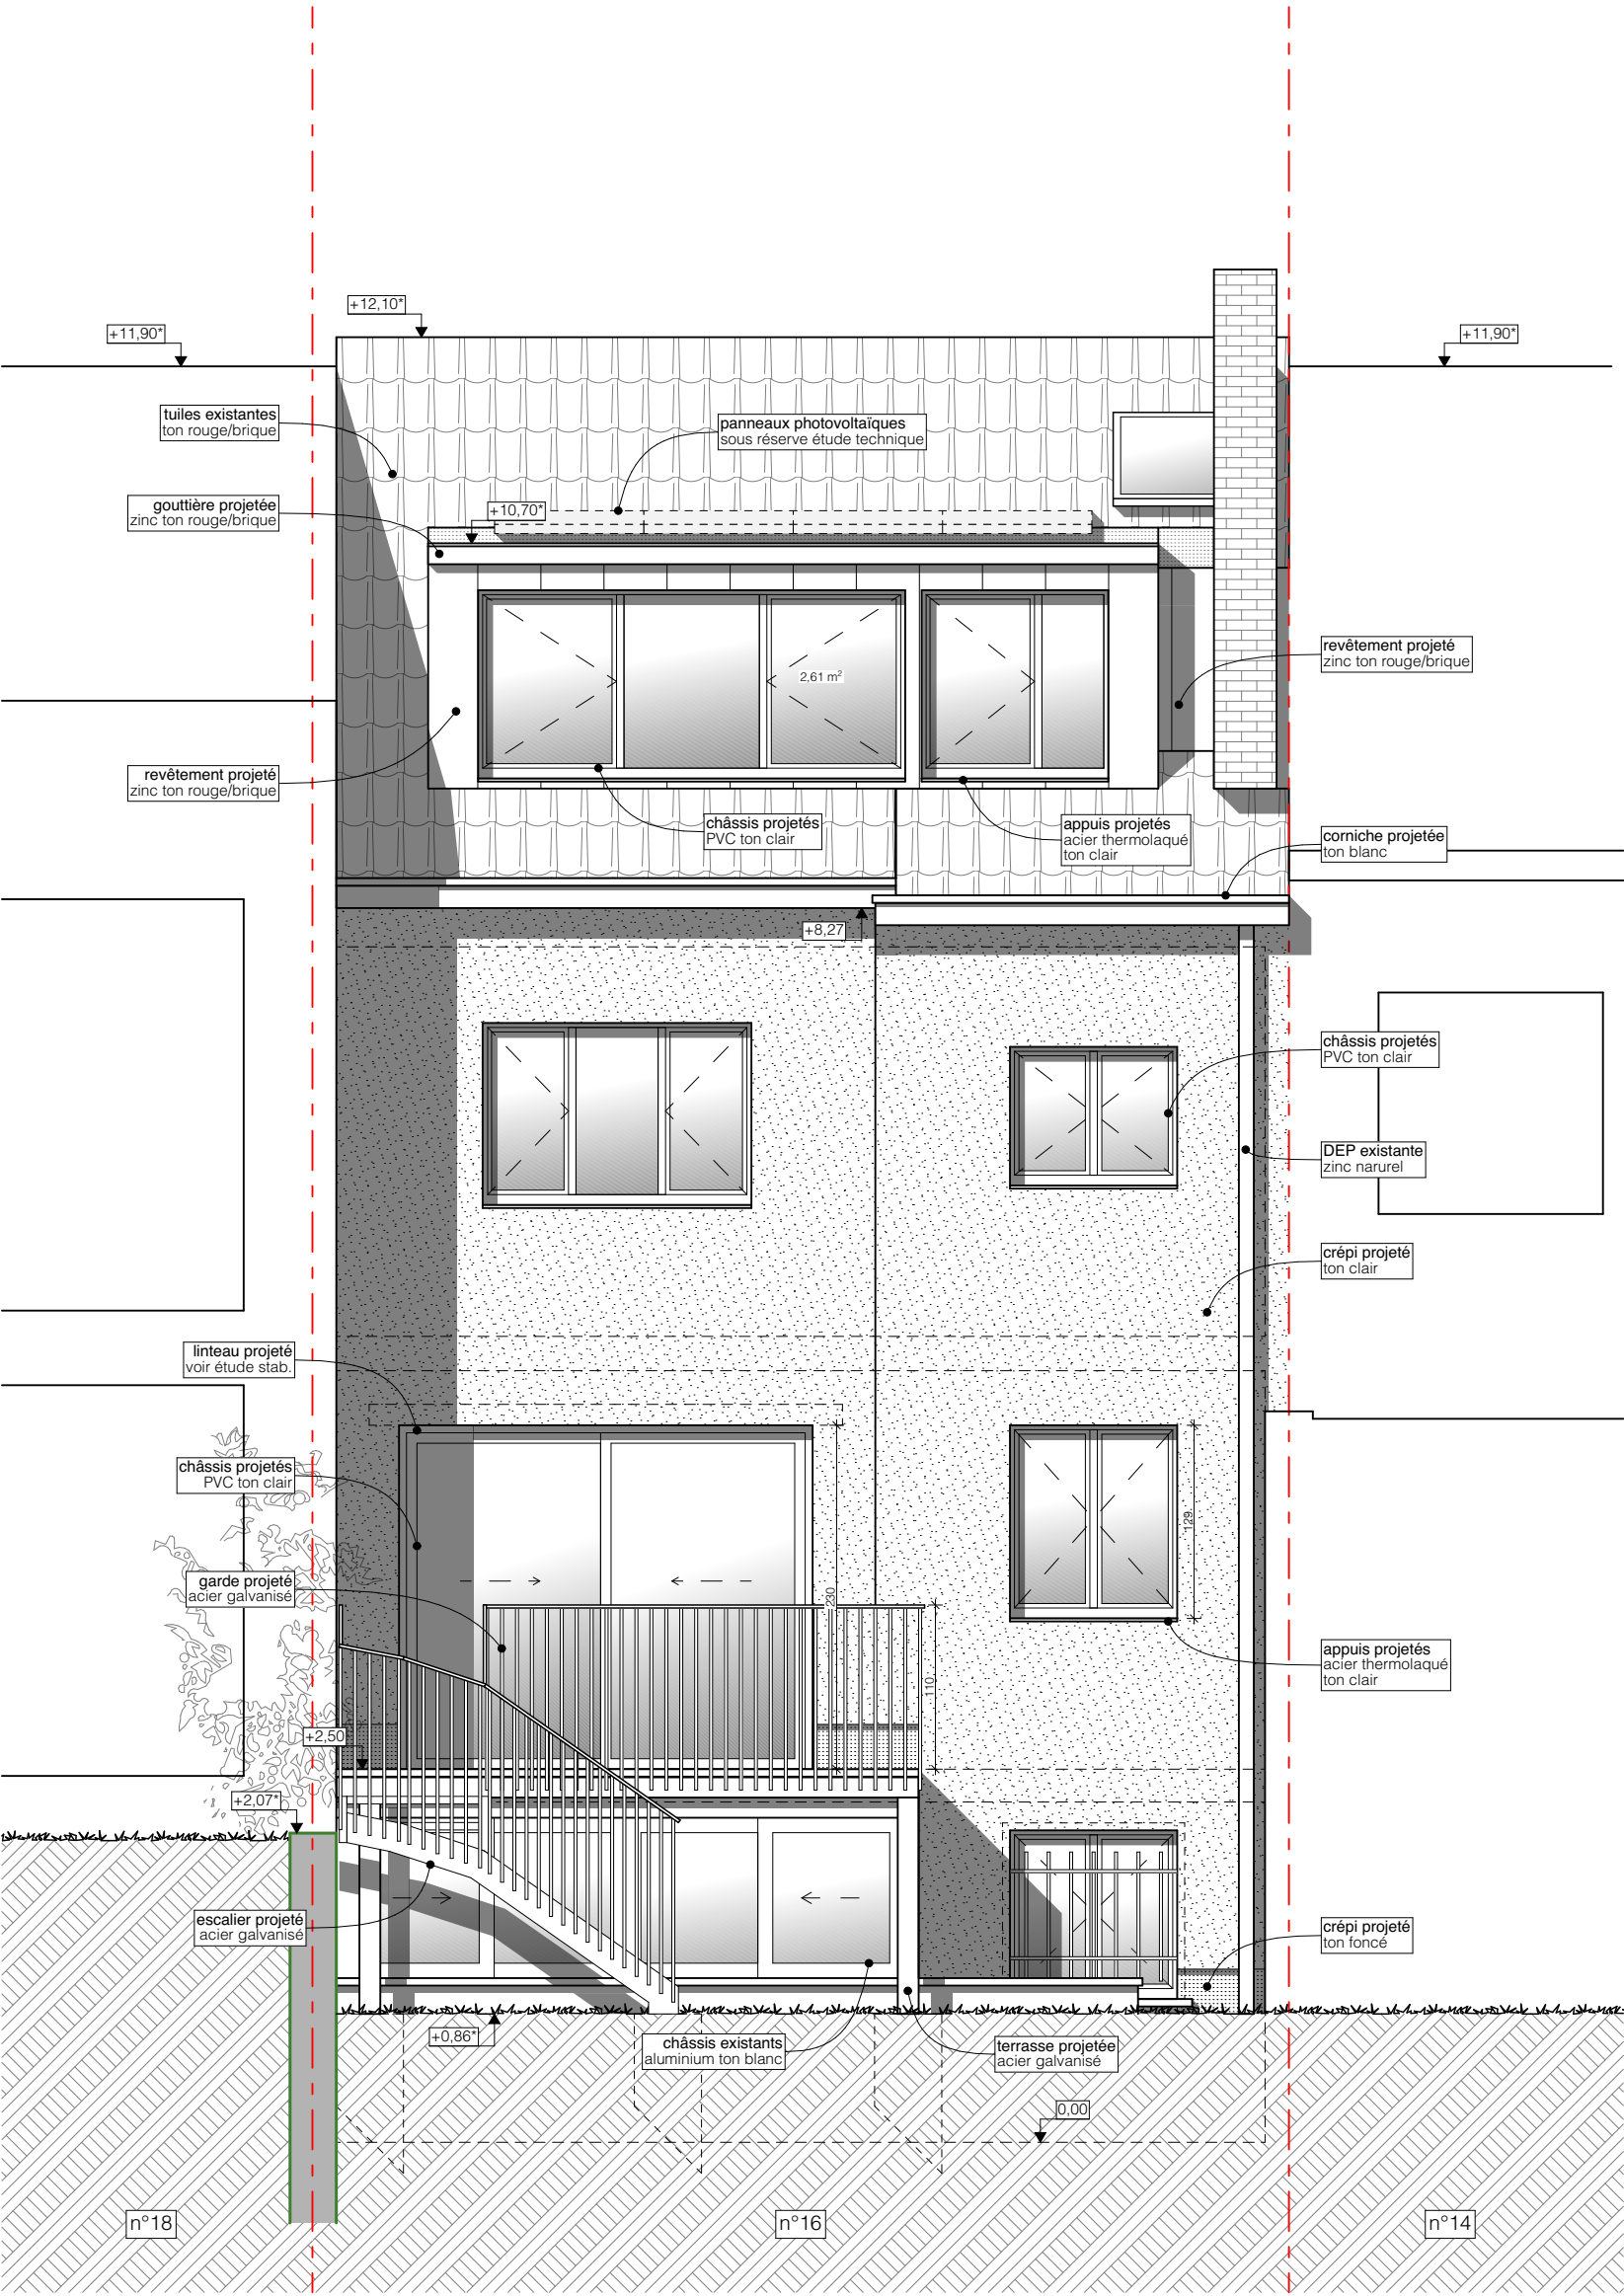 +12,10*
+11,90*
+11,90*
tuiles existantes
ton rouge/brique
panneaux photovoltaïques
sous réserve étude technique
gouttière projetée
zinc ton rouge/brique
+10,70*
revêtement projeté
zinc ton rouge/brique
2,61 m²
revêtement projeté
zinc ton rouge/brique
châssis projetés
PVC ton clair
appuis projetés
acier thermolaqué
ton clair
corniche projetée
ton blanc
+8,27
châssis projetés
PVC ton clair
DEP existante
zinc narurel
crépi projeté
ton clair
linteau projeté
voir étude stab.
châssis projetés
PVC ton clair
129
garde projeté
acier galvanisé
230
appuis projetés
acier thermolaqué
ton clair
110
+2,50
+2,07*
escalier projeté
acier galvanisé
crépi projeté
ton foncé
+0,86*
châssis existants
aluminium ton blanc
terrasse projetée
acier galvanisé
0,00
n°18
n°16
n°14